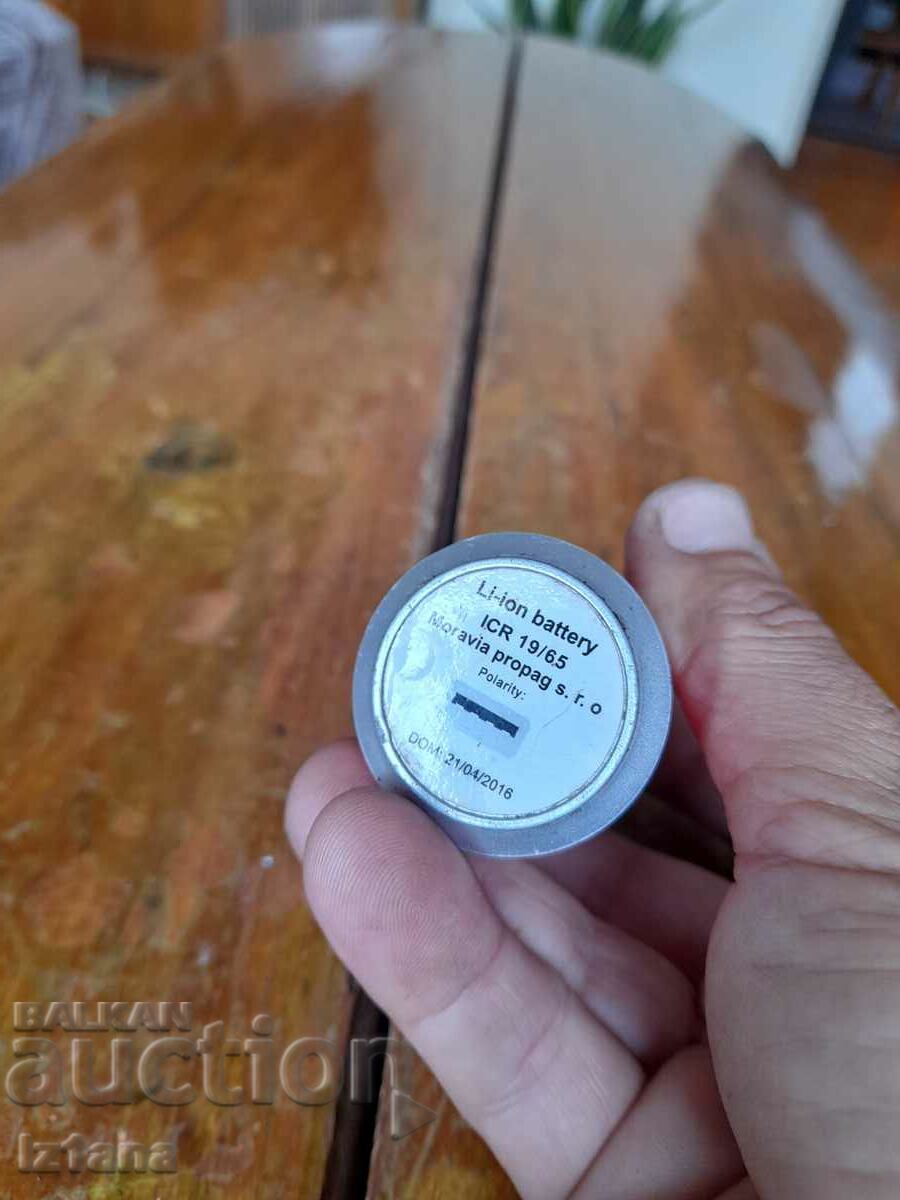 Li-ion battery
ICR 19/65
Moravia propag s. r. o
Polarity:
DOM: 21/04/2016
BALKAN
auction
Iztaha